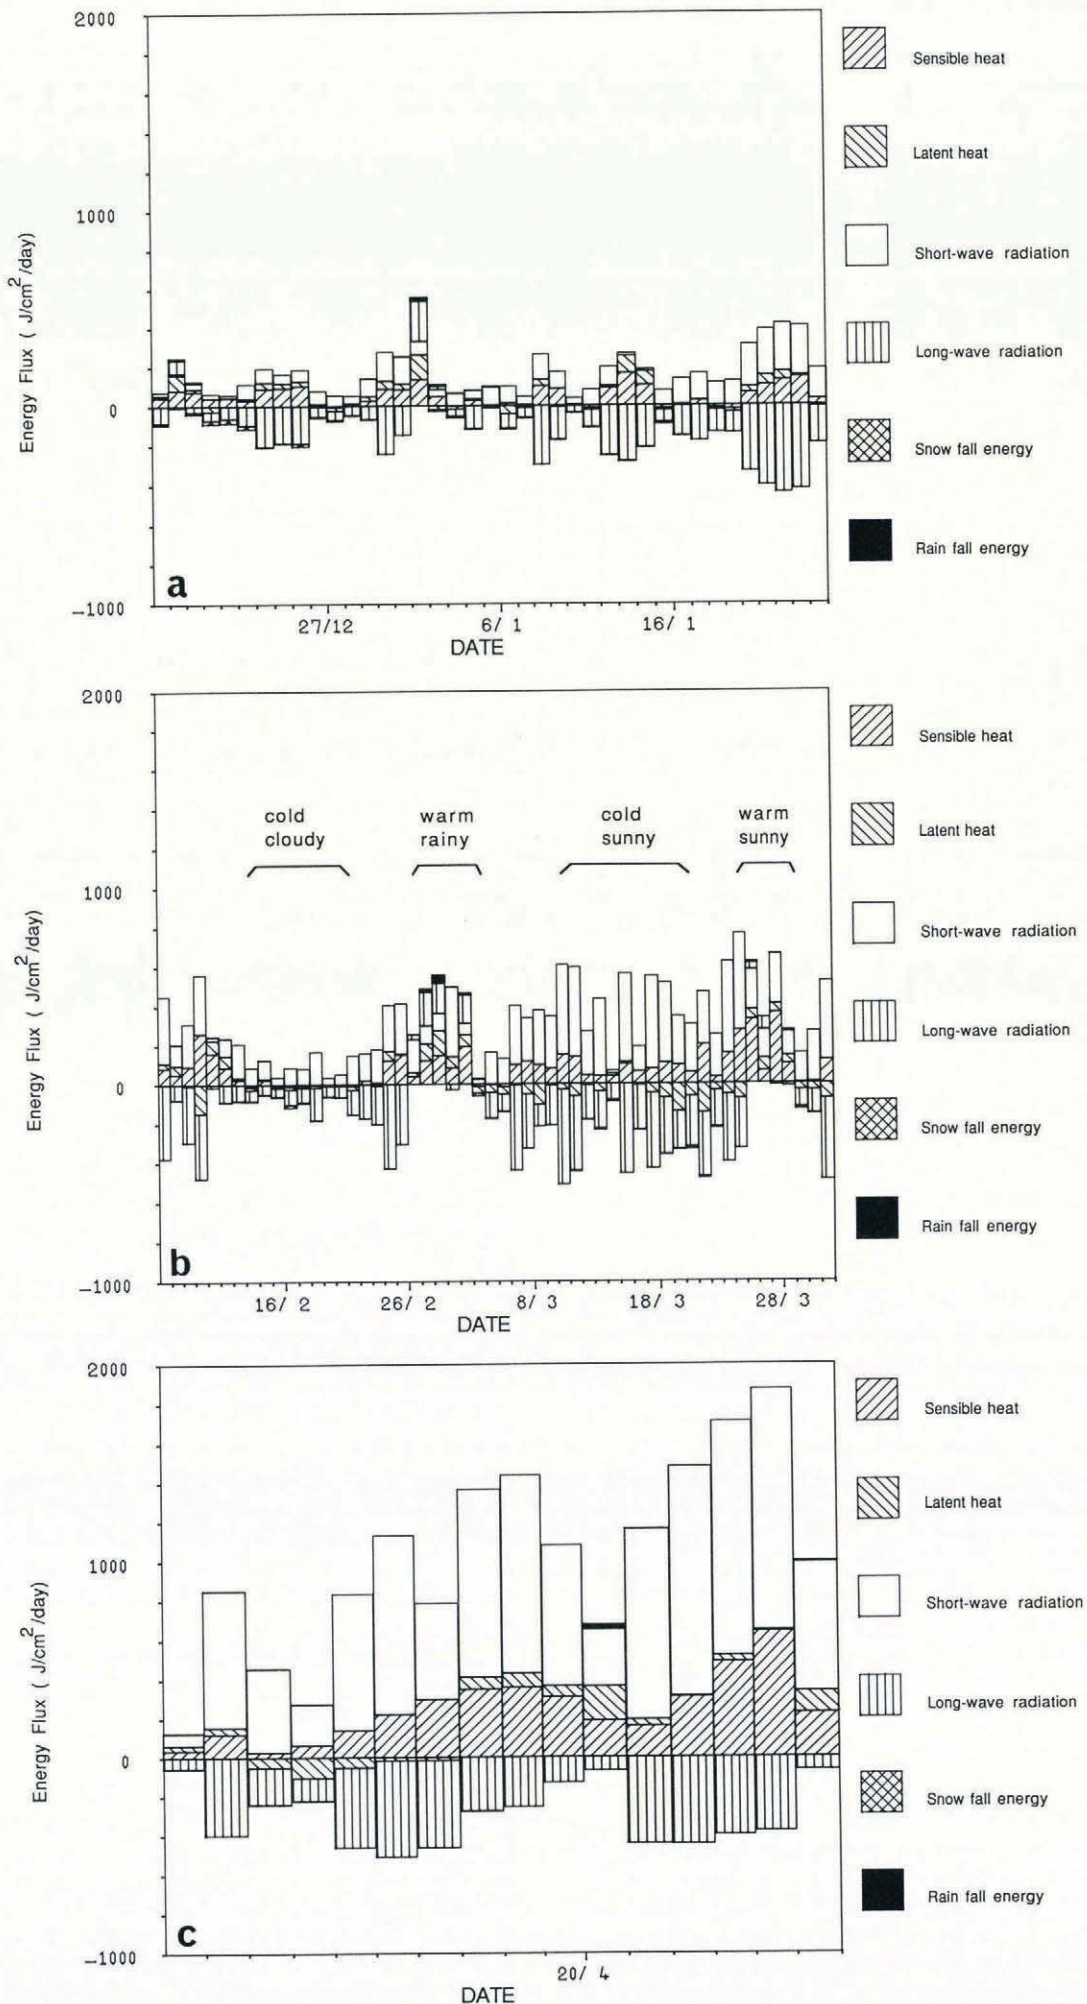 2000
1000
0
−1000
Energy Flux ( J/cm2/day)
27/12
6/ 1
16/ 1
DATE
a
Sensible heat
Latent heat
Short-wave radiation
Long-wave radiation
Snow fall energy
Rain fall energy
2000
1000
0
−1000
Energy Flux ( J/cm2/day)
cold
cloudy
warm
rainy
cold
sunny
warm
sunny
16/ 2
26/ 2
8/ 3
18/ 3
28/ 3
DATE
b
Sensible heat
Latent heat
Short-wave radiation
Long-wave radiation
Snow fall energy
Rain fall energy
2000
1000
0
−1000
Energy Flux ( J/cm2/day)
20/ 4
DATE
c
Sensible heat
Latent heat
Short-wave radiation
Long-wave radiation
Snow fall energy
Rain fall energy